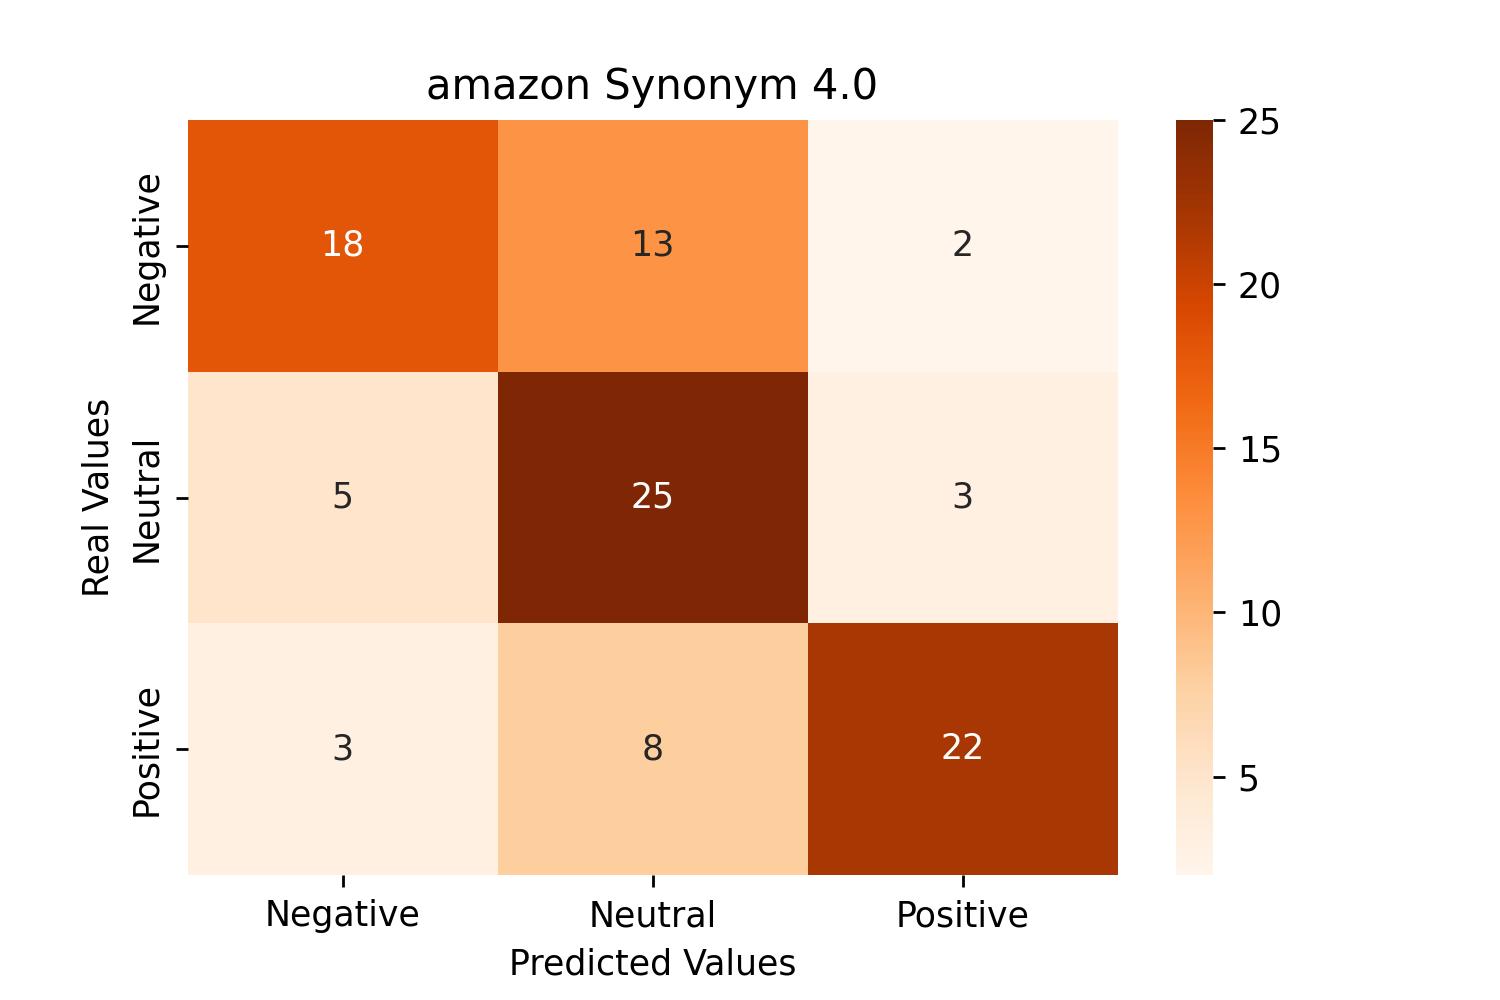 amazon Synonym 4.0
Real Values
Negative
18 13 2
Neutral
5 25 3
Positive
3 8 22
Negative Neutral Positive
Predicted Values
25
20
15
10
5